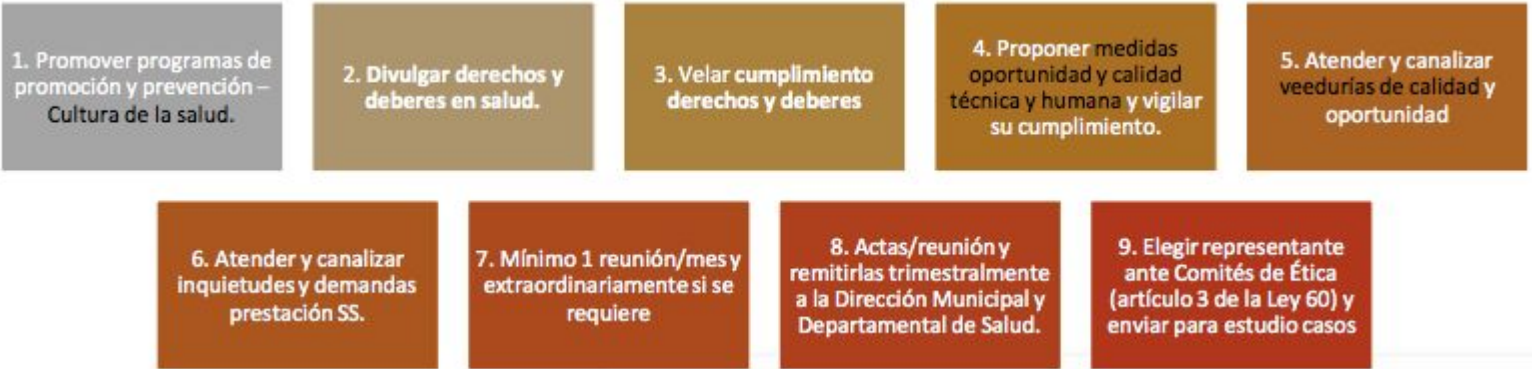 1. Promover programas de
promoción y prevención –
Cultura de la salud.
2. Divulgar derechos y
deberes en salud.
3. Velar cumplimiento
derechos y deberes
4. Proponer medidas
oportunidad y calidad
técnica y humana y vigilar
su cumplimiento.
5. Atender y canalizar
veedurías de calidad y
oportunidad
6. Atender y canalizar
inquietudes y demandas
prestación SS.
7. Mínimo 1 reunión/mes y
extraordinariamente si se
requiere
8. Actas/reunión y
remitirlas trimestralmente
a la Dirección Municipal y
Departamental de Salud.
9. Elegir representante
ante Comités de Ética
(artículo 3 de la Ley 60) y
enviar para estudio casos